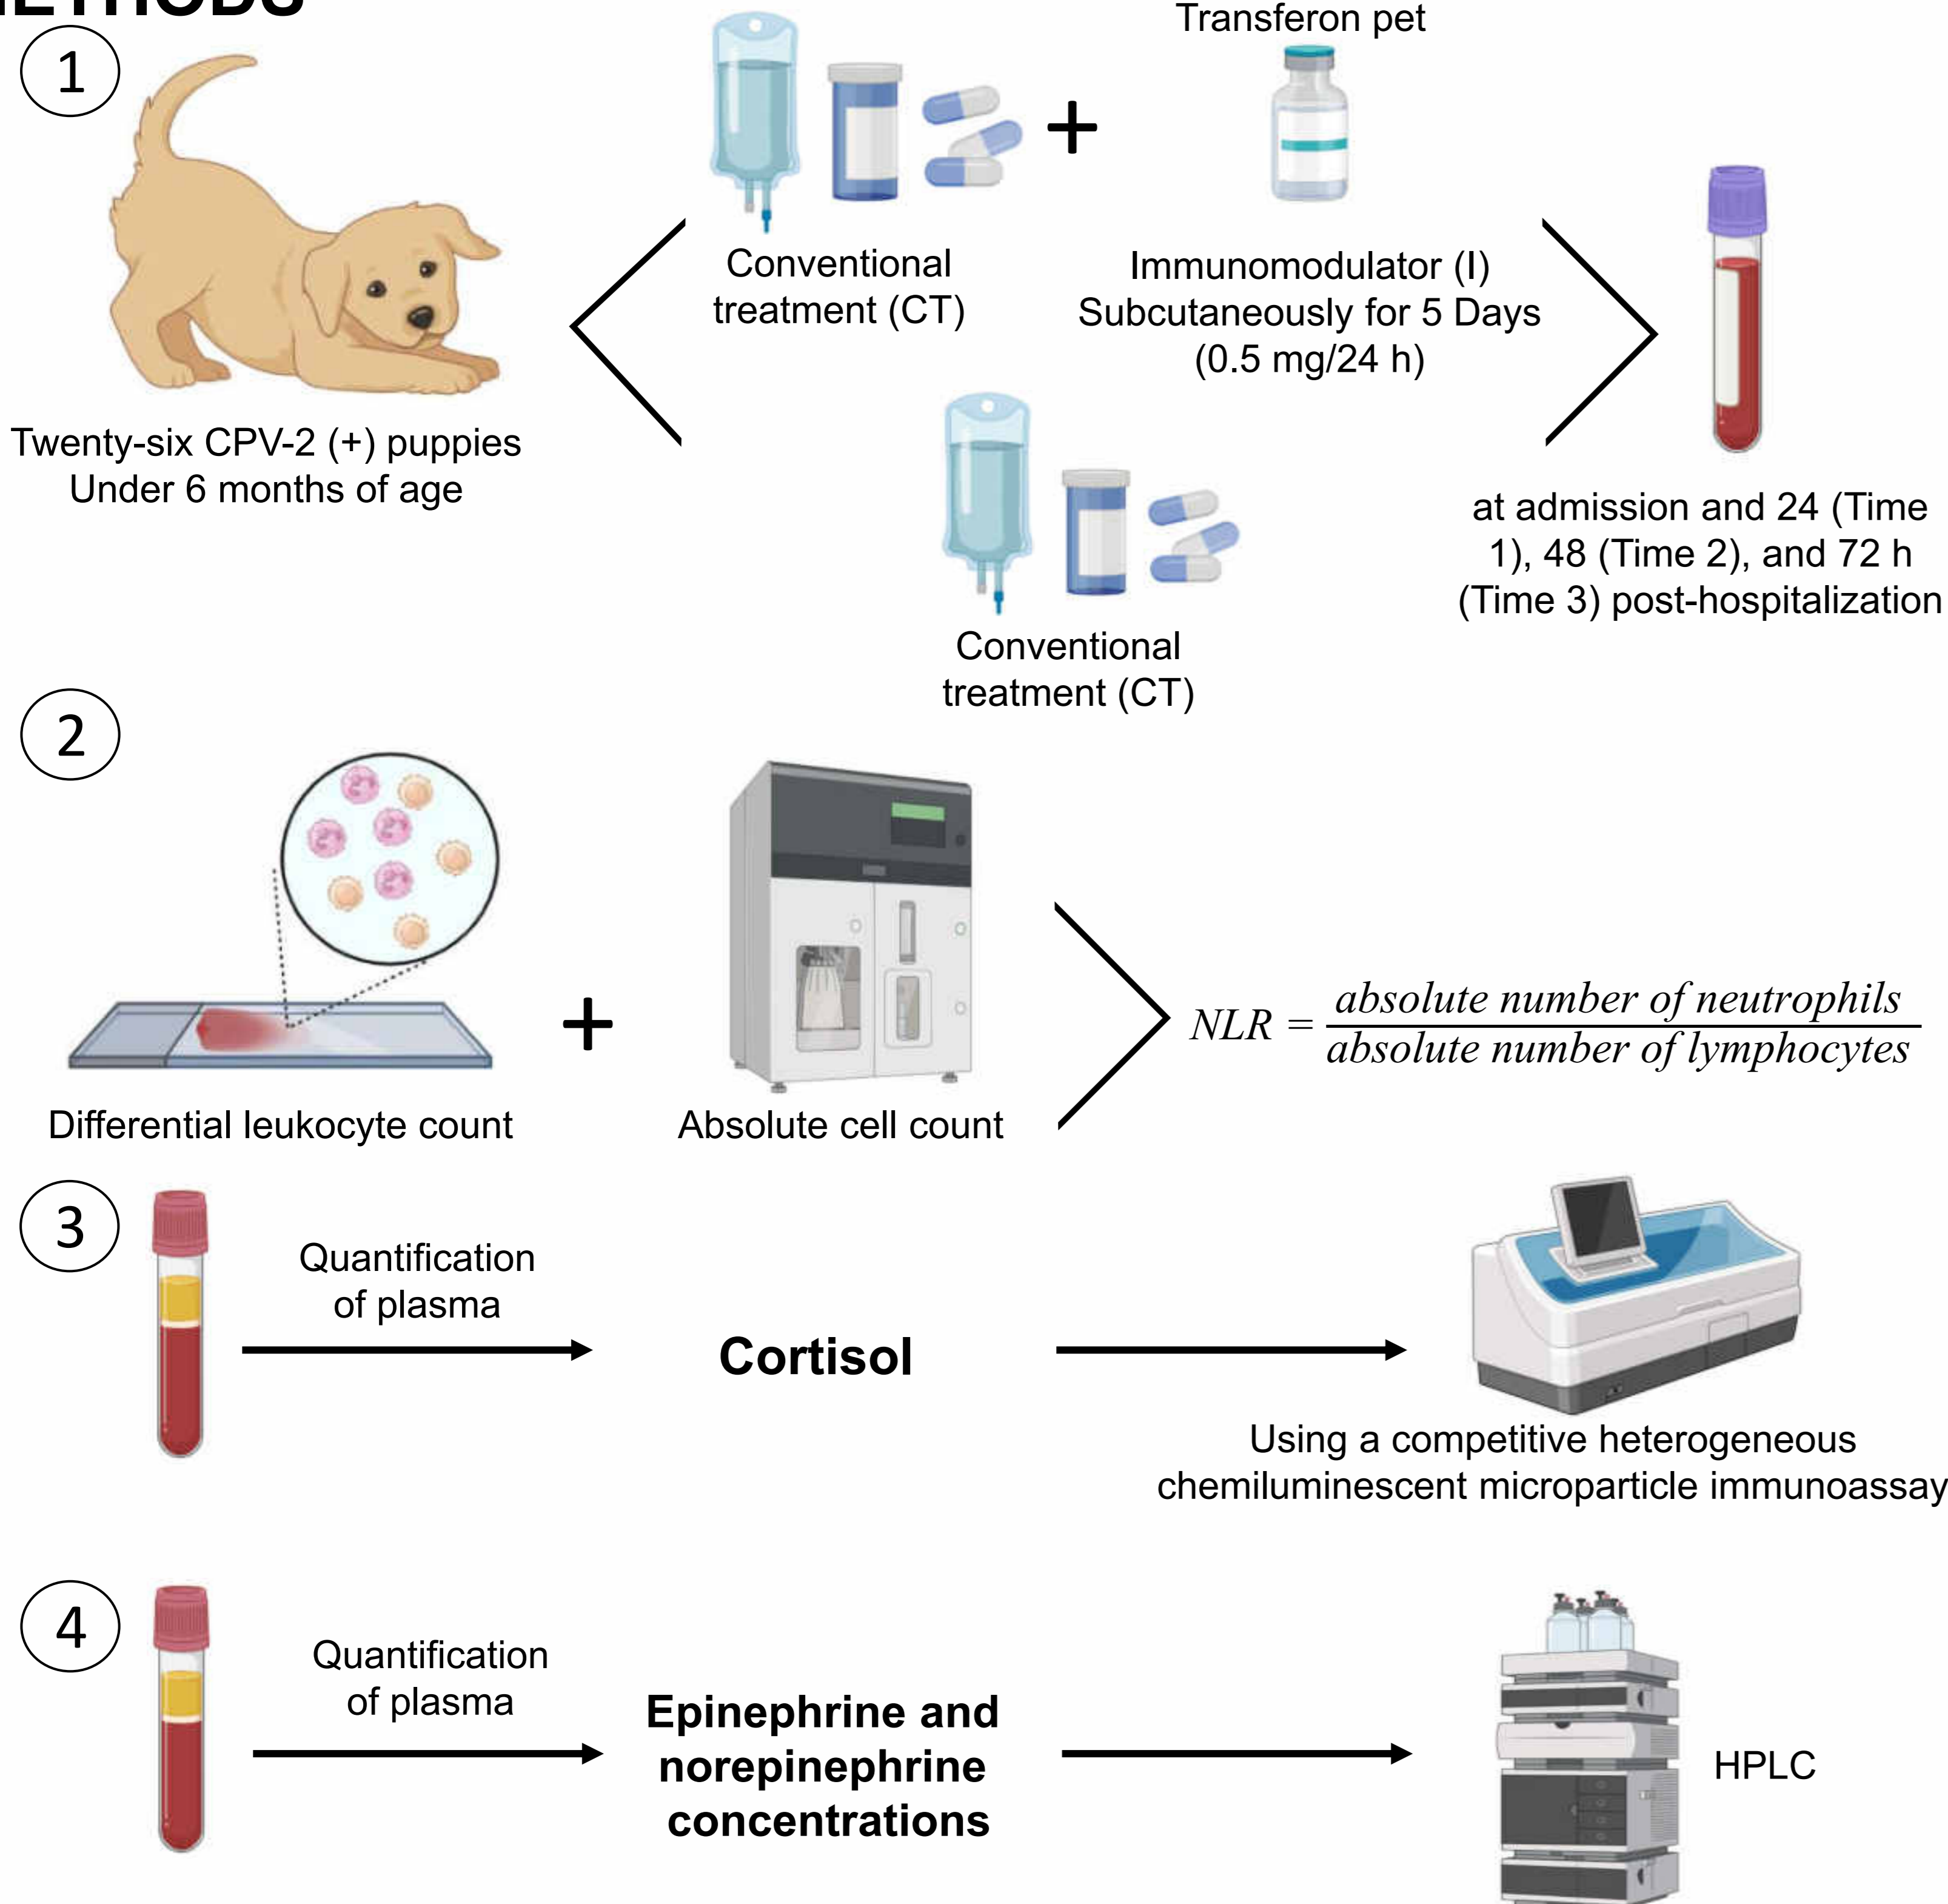 METHODS
1
Transferon pet
Conventional
treatment (CT)
+
Immunomodulator (I)
Subcutaneously for 5 Days
(0.5 mg/24 h)
Twenty-six CPV-2 (+) puppies
Under 6 months of age
Conventional
treatment (CT)
at admission and 24 (Time
1), 48 (Time 2), and 72 h
(Time 3) post-hospitalization
2
Differential leukocyte count
+
Absolute cell count
NLR = absolute number of neutrophils
absolute number of lymphocytes
3
Quantification
of plasma
Cortisol
Using a competitive heterogeneous
chemiluminescent microparticle immunoassay
4
Quantification
of plasma
Epinephrine and
norepinephrine
concentrations
HPLC